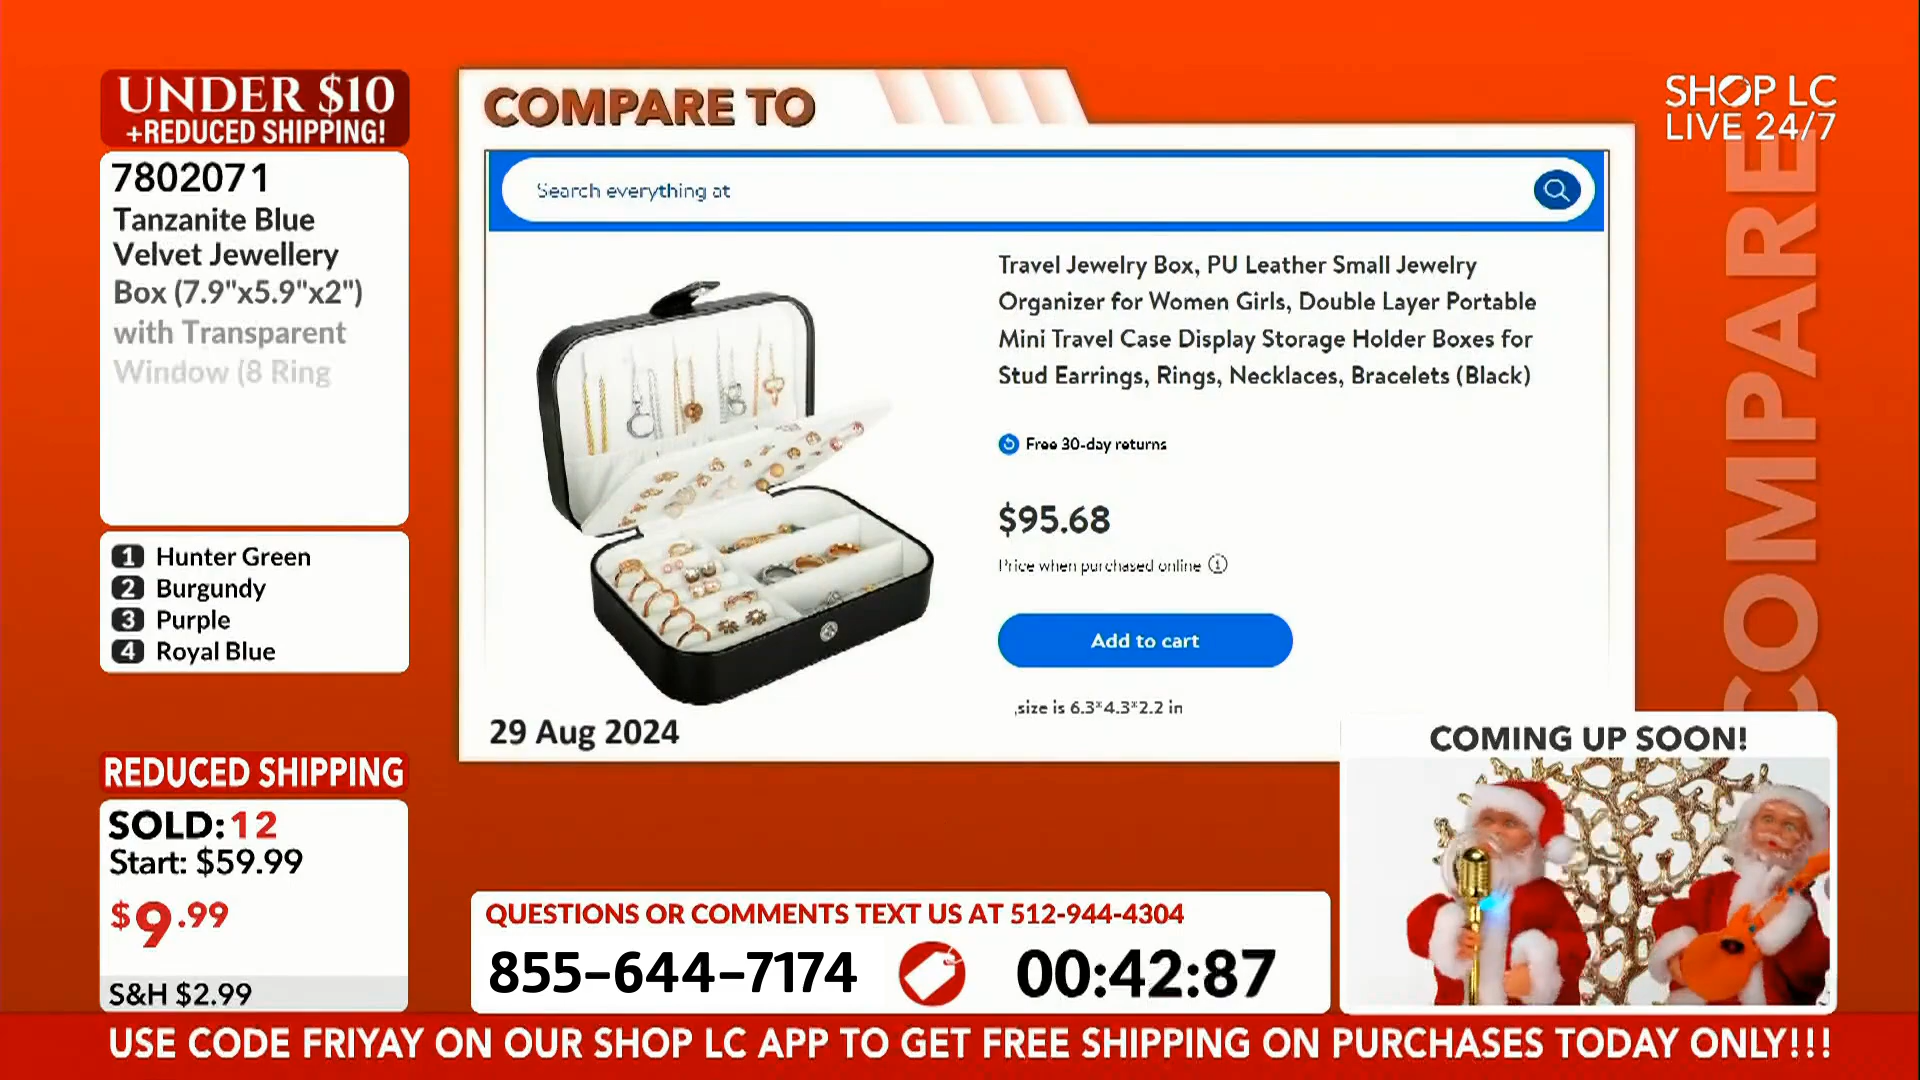 UNDER $10
+REDUCED SHIPPING!
7802071
Tanzanite Blue
Velvet Jewellery
Box (7.9"x5.9"x2")
with Transparent
Window (8 Ring
1 Hunter Green
2 Burgundy
3 Purple
4 Royal Blue
REDUCED SHIPPING
SOLD:12
Start: $59.99
$9.99
S&H $2.99
COMPARE TO
Search everything at
Travel Jewelry Box, PU Leather Small Jewelry
Organizer for Women Girls, Double Layer Portable
Mini Travel Case Display Storage Holder Boxes for
Stud Earrings, Rings, Necklaces, Bracelets (Black)
Free 30-day returns
$95.68
Price when purchased online
Add to cart
,size is 6.3*4.3*2.2 in
29 Aug 2024
SHOP LC
LIVE 24/7
COMPARE
COMING UP SOON!
QUESTIONS OR COMMENTS TEXT US AT 512-944-4304
855-644-7174
00:42:87
USE CODE FRIYAY ON OUR SHOP LC APP TO GET FREE SHIPPING ON PURCHASES TODAY ONLY!!!